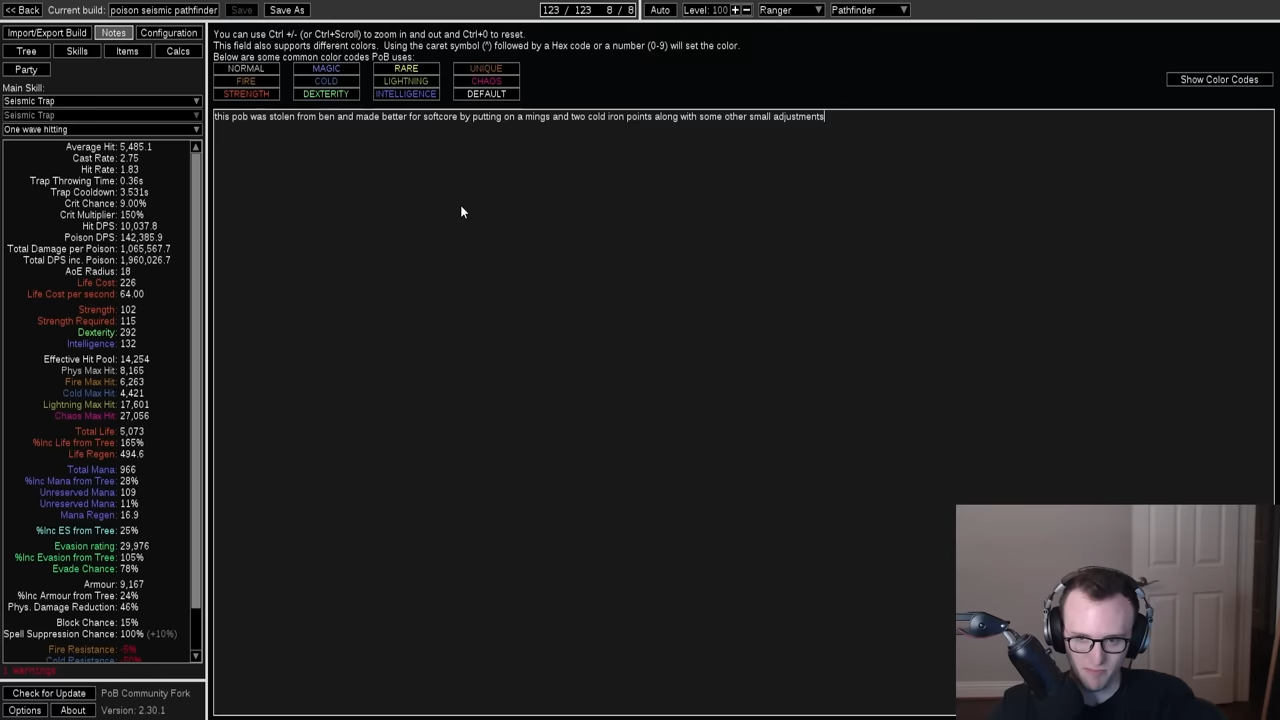 << Back Current build: poison seismic pathfinder Save Save As 123 / 123 8 / 8 Auto Level: 100 + - Ranger Pathfinder
Import/Export Build Notes Configuration
Tree Skills Items Calcs
Party
Main Skill:
Seismic Trap
Seismic Trap
One wave hitting
Average Hit: 5,485.1
Cast Rate: 2.75
Hit Rate: 1.83
Trap Throwing Time: 0.36s
Trap Cooldown: 3.531s
Crit Chance: 9.00%
Crit Multiplier: 150%
Hit DPS: 10,037.8
Poison DPS: 142,385.9
Total Damage per Poison: 1,065,567.7
Total DPS inc. Poison: 1,960,026.7
AoE Radius: 18
Life Cost: 226
Life Cost per second: 64.00
Strength: 102
Strength Required: 115
Dexterity: 292
Intelligence: 132
Effective Hit Pool: 14,254
Phys Max Hit: 8,165
Fire Max Hit: 6,263
Cold Max Hit: 4,421
Lightning Max Hit: 17,601
Chaos Max Hit: 27,056
Total Life: 5,073
%Inc Life from Tree: 165%
Life Regen: 494.6
Total Mana: 966
%Inc Mana from Tree: 28%
Unreserved Mana: 109
Unreserved Mana: 11%
Mana Regen: 16.9
%Inc ES from Tree: 25%
Evasion rating: 29,976
%Inc Evasion from Tree: 105%
Evade Chance: 78%
Armour: 9,167
%Inc Armour from Tree: 24%
Phys. Damage Reduction: 46%
Block Chance: 15%
Spell Suppression Chance: 100% (+10%)
Fire Resistance: -5%
Cold Resistance: -50%
1 Warnings
Check for Update PoB Community Fork
Options About Version: 2.30.1
You can use Ctrl +/- (or Ctrl+Scroll) to zoom in and out and Ctrl+0 to reset.
This field also supports different colors. Using the caret symbol (^) followed by a Hex code or a number (0-9) will set the color.
Below are some common color codes PoB uses:
NORMAL MAGIC RARE UNIQUE
FIRE COLD LIGHTNING CHAOS
STRENGTH DEXTERITY INTELLIGENCE DEFAULT
Show Color Codes
this pob was stolen from ben and made better for softcore by putting on a mings and two cold iron points along with some other small adjustments